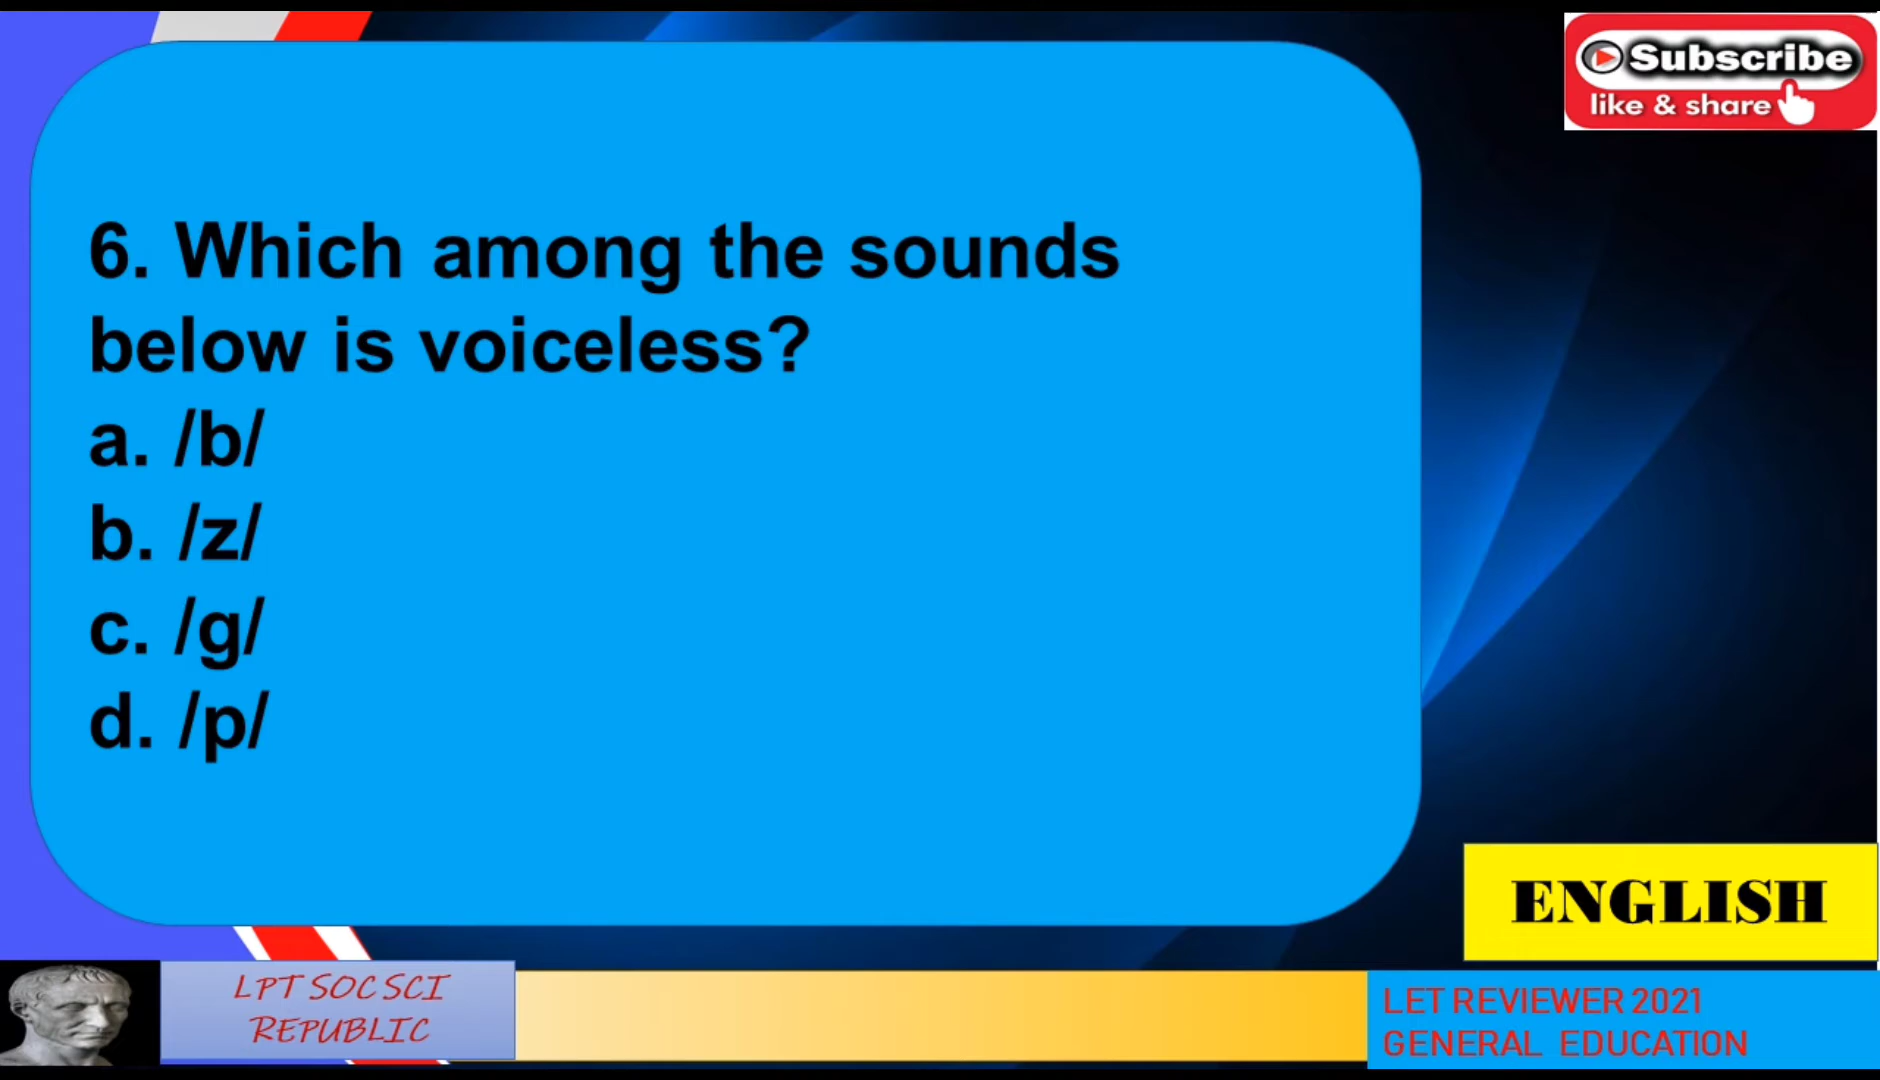 Subscribe
like & share
6. Which among the sounds
below is voiceless?
a. /b/
b. /z/
c. /g/
d. /p/
ENGLISH
LPT SOC SCI
REPUBLIC
LET REVIEWER 2021
GENERAL EDUCATION